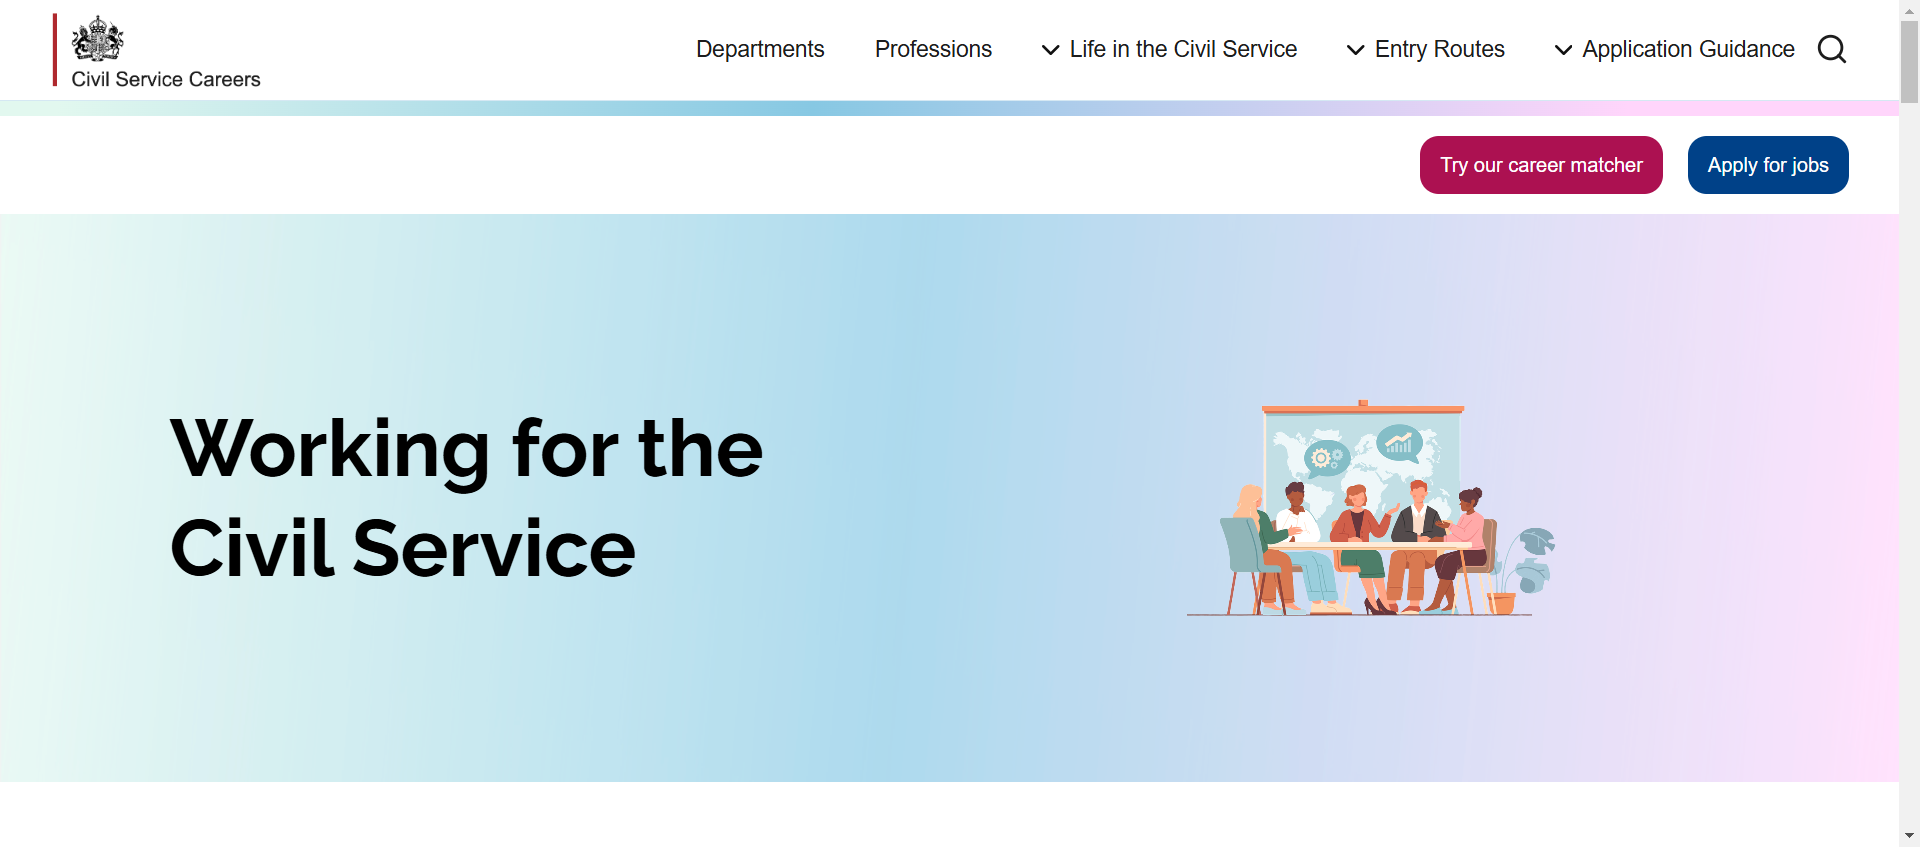 Civil Service Careers
Departments
Professions
Life in the Civil Service
Entry Routes
Application Guidance
Try our career matcher
Apply for jobs
Working for the
Civil Service